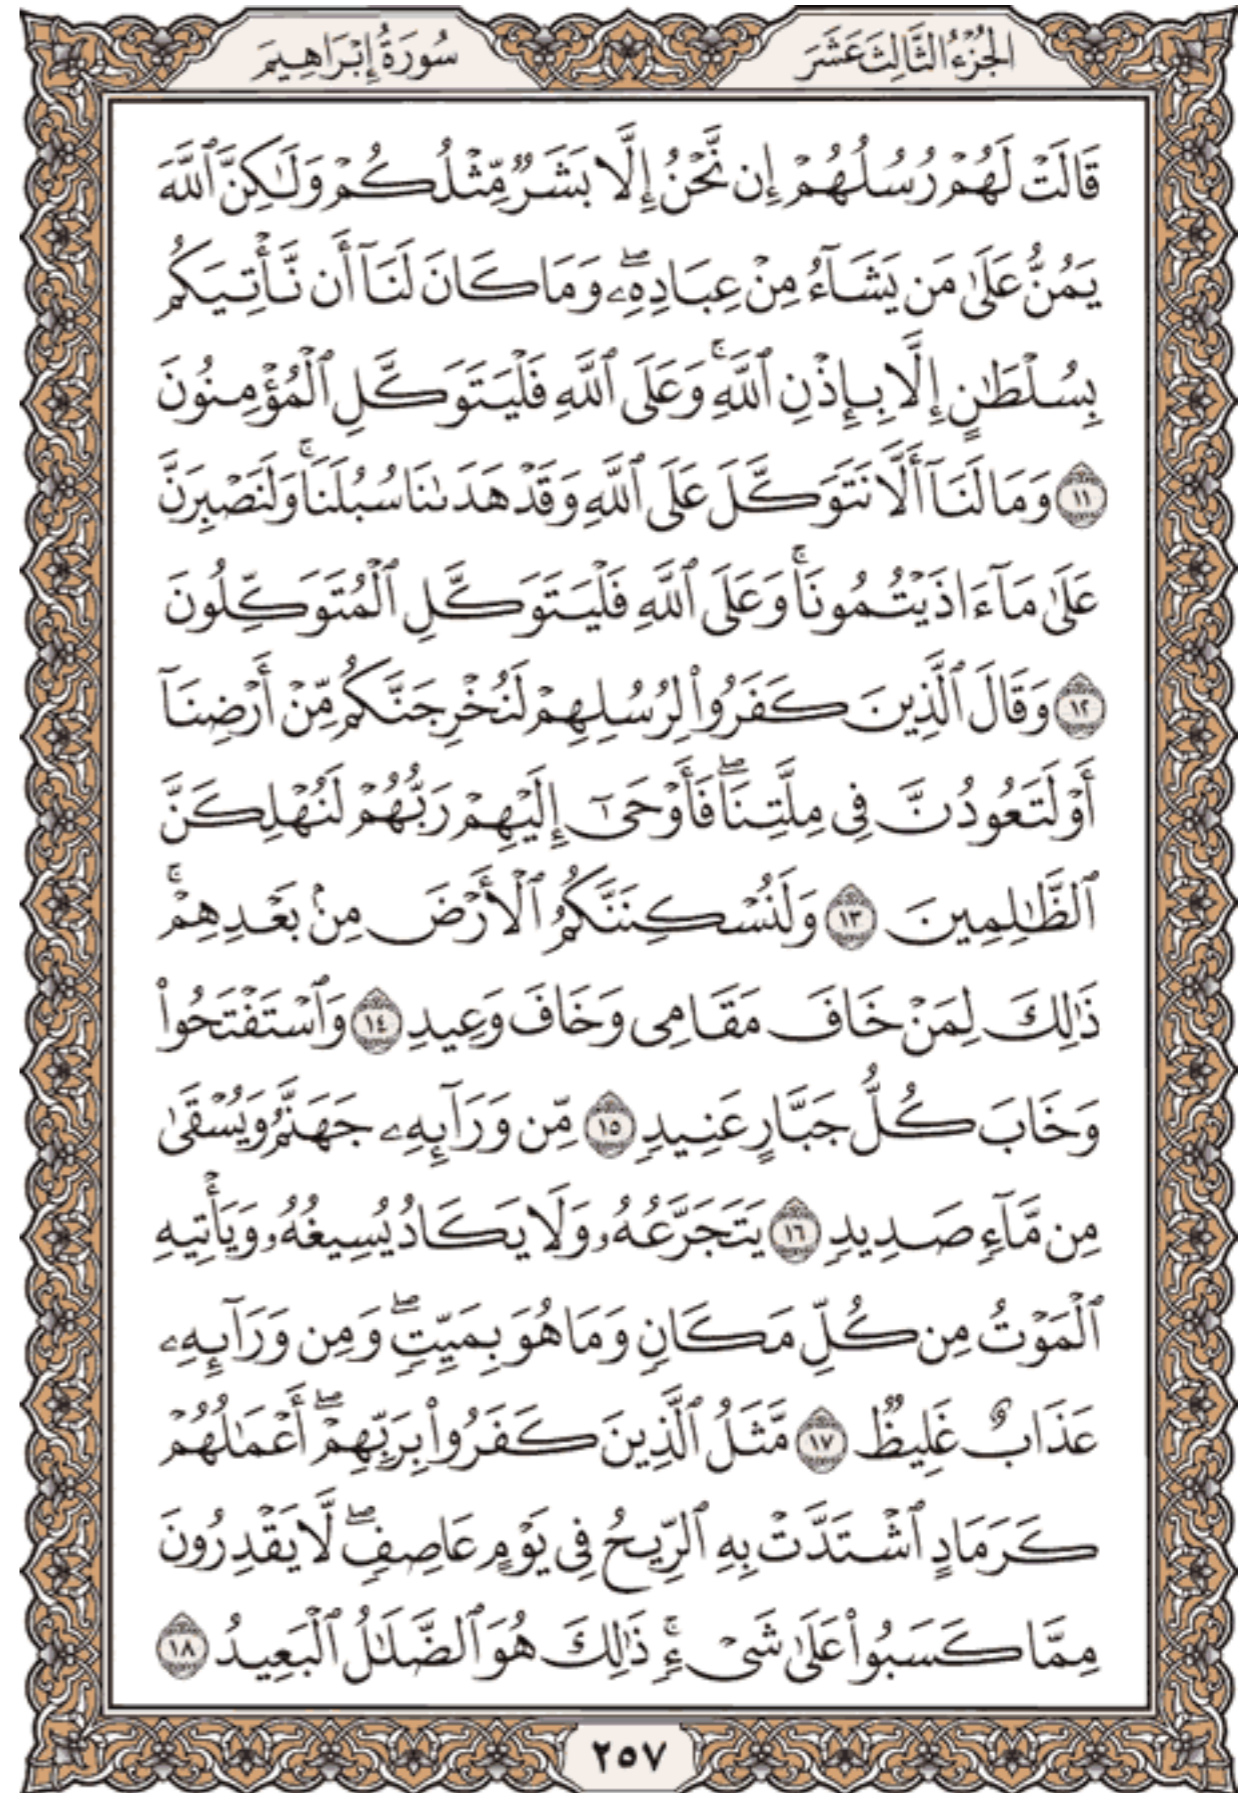 الجُزْءُ الثَّالِثَ عَشَرَ
سُورَةُ إِبْرَاهِيمَ
قَالَتْ لَهُمْ رُسُلُهُمْ إِن نَّحْنُ إِلَّا بَشَرٌ مِّثْلُكُمْ وَلَٰكِنَّ ٱللَّهَ
يَمُنُّ عَلَىٰ مَن يَشَآءُ مِنْ عِبَادِهِۦۖ وَمَا كَانَ لَنَآ أَن نَّأْتِيَكُم
بِسُلْطَٰنٍ إِلَّا بِإِذْنِ ٱللَّهِۚ وَعَلَى ٱللَّهِ فَلْيَتَوَكَّلِ ٱلْمُؤْمِنُونَ
١١ وَمَا لَنَآ أَلَّا نَتَوَكَّلَ عَلَى ٱللَّهِ وَقَدْ هَدَىٰنَا سُبُلَنَاۚ وَلَنَصْبِرَنَّ
عَلَىٰ مَآ ءَاذَيْتُمُونَاۚ وَعَلَى ٱللَّهِ فَلْيَتَوَكَّلِ ٱلْمُتَوَكِّلُونَ
١٢ وَقَالَ ٱلَّذِينَ كَفَرُوا۟ لِرُسُلِهِمْ لَنُخْرِجَنَّكُم مِّنْ أَرْضِنَآ
أَوْ لَتَعُودُنَّ فِى مِلَّتِنَاۖ فَأَوْحَىٰٓ إِلَيْهِمْ رَبُّهُمْ لَنُهْلِكَنَّ
ٱلظَّٰلِمِينَ ١٣ وَلَنُسْكِنَنَّكُمُ ٱلْأَرْضَ مِنۢ بَعْدِهِمْۚ
ذَٰلِكَ لِمَنْ خَافَ مَقَامِى وَخَافَ وَعِيدِ ١٤ وَٱسْتَفْتَحُوا۟
وَخَابَ كُلُّ جَبَّارٍ عَنِيدٍ ١٥ مِّن وَرَآئِهِۦ جَهَنَّمُ وَيُسْقَىٰ
مِن مَّآءٍ صَدِيدٍ ١٦ يَتَجَرَّعُهُۥ وَلَا يَكَادُ يُسِيغُهُۥ وَيَأْتِيهِ
ٱلْمَوْتُ مِن كُلِّ مَكَانٍ وَمَا هُوَ بِمَيِّتٍۖ وَمِن وَرَآئِهِۦ
عَذَابٌ غَلِيظٌ ١٧ مَّثَلُ ٱلَّذِينَ كَفَرُوا۟ بِرَبِّهِمْۖ أَعْمَٰلُهُمْ
كَرَمَادٍ ٱشْتَدَّتْ بِهِ ٱلرِّيحُ فِى يَوْمٍ عَاصِفٍۖ لَّا يَقْدِرُونَ
مِمَّا كَسَبُوا۟ عَلَىٰ شَىْءٍۚ ذَٰلِكَ هُوَ ٱلضَّلَٰلُ ٱلْبَعِيدُ ١٨
٢٥٧